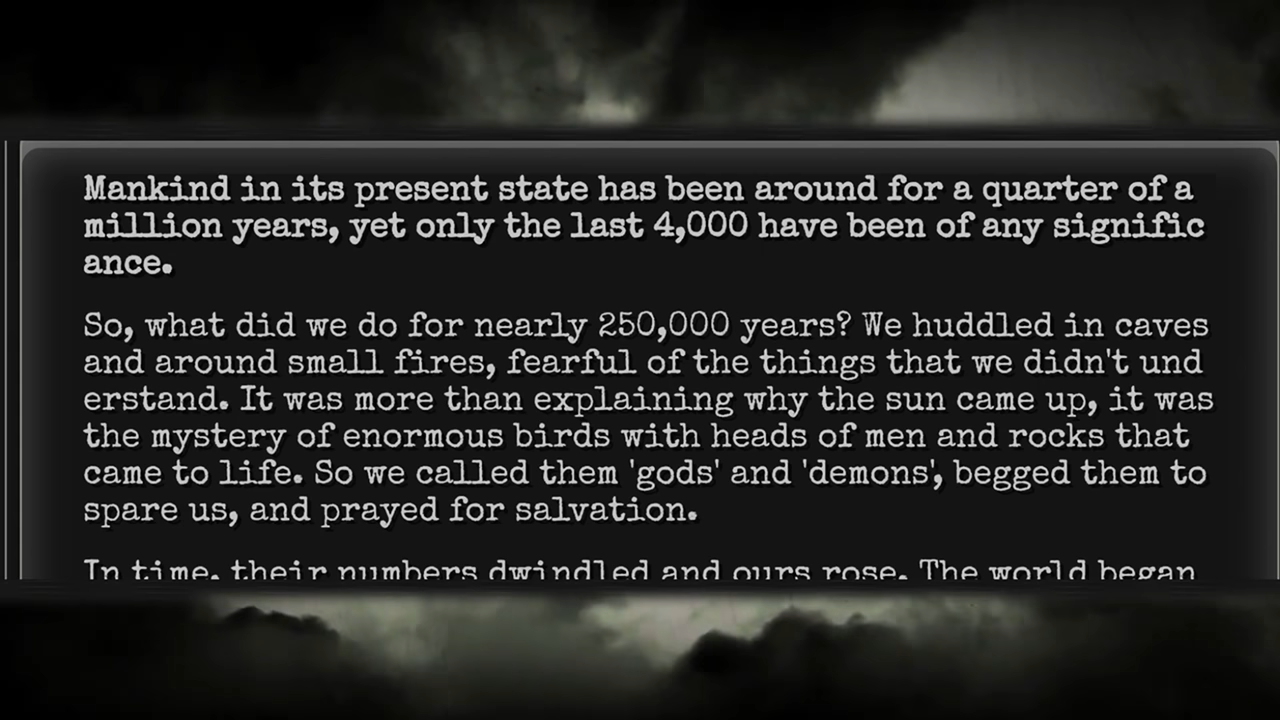 Mankind in its present state has been around for a quarter of a
million years, yet only the last 4,000 have been of any signific
ance.
So, what did we do for nearly 250,000 years? We huddled in caves
and around small fires, fearful of the things that we didn't und
erstand. It was more than explaining why the sun came up, it was
the mystery of enormous birds with heads of men and rocks that
came to life. So we called them 'gods' and 'demons', begged them to
spare us, and prayed for salvation.
In time, their numbers dwindled and ours rose. The world began